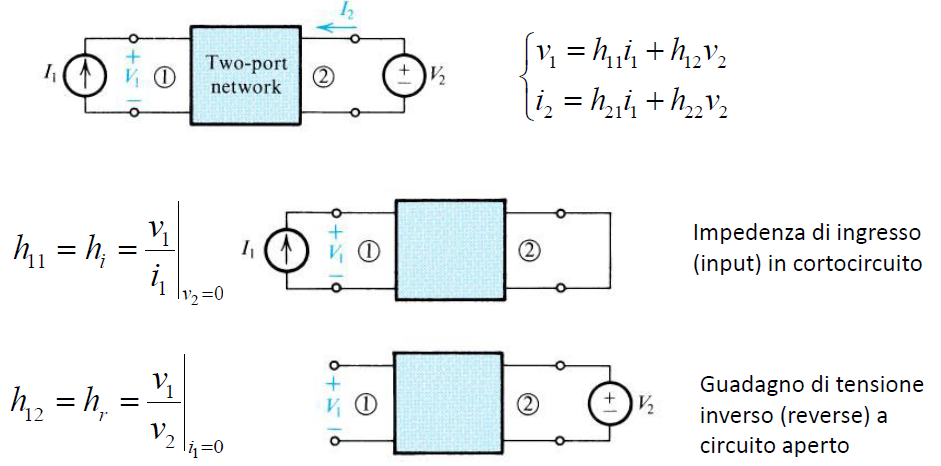 I₂
I₁ + V₁ − ① Two-port network ② + − V₂
v₁ = h₁₁i₁ + h₁₂v₂
i₂ = h₂₁i₁ + h₂₂v₂
h₁₁ = hᵢ = v₁/i₁ |v₂=0
I₁ + V₁ − ① ②
Impedenza di ingresso
(input) in cortocircuito
h₁₂ = hᵣ = v₁/v₂ |i₁=0
+ V₁ − ① ② + − V₂
Guadagno di tensione
inverso (reverse) a
circuito aperto